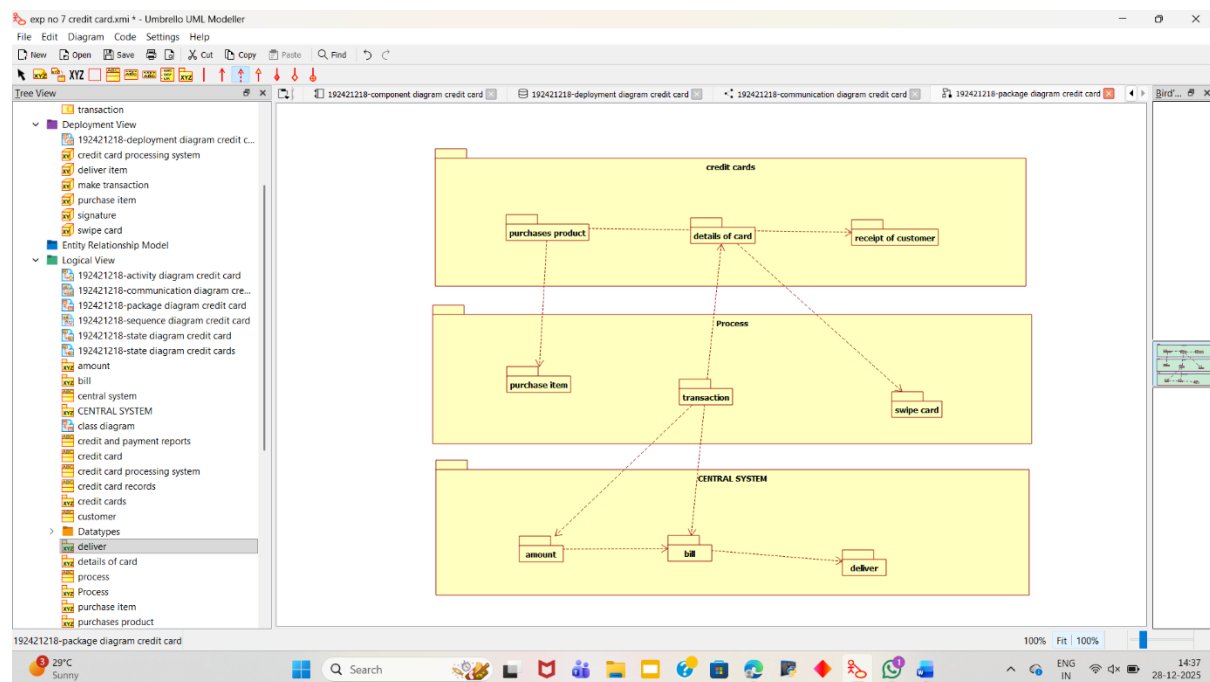 exp no 7 credit card.xmi * - Umbrello UML Modeller
File Edit Diagram Code Settings Help
New Open Save Cut Copy Paste Find
XYZ
Tree View
192421218-component diagram credit card 192421218-deployment diagram credit card 192421218-communication diagram credit card 192421218-package diagram credit card
Bird'...
transaction
Deployment View
192421218-deployment diagram credit c...
credit card processing system
deliver item
make transaction
purchase item
signature
swipe card
Entity Relationship Model
Logical View
192421218-activity diagram credit card
192421218-communication diagram cre...
192421218-package diagram credit card
192421218-sequence diagram credit card
192421218-state diagram credit card
192421218-state diagram credit cards
amount
bill
central system
CENTRAL SYSTEM
class diagram
credit and payment reports
credit card
credit card processing system
credit card records
credit cards
customer
Datatypes
deliver
details of card
process
Process
purchase item
purchases product
credit cards
purchases product
details of card
receipt of customer
Process
purchase item
transaction
swipe card
CENTRAL SYSTEM
amount
bill
deliver
192421218-package diagram credit card
100% Fit 100%
3
29°C
Sunny
Search
9
ENG
IN
14:37
28-12-2025